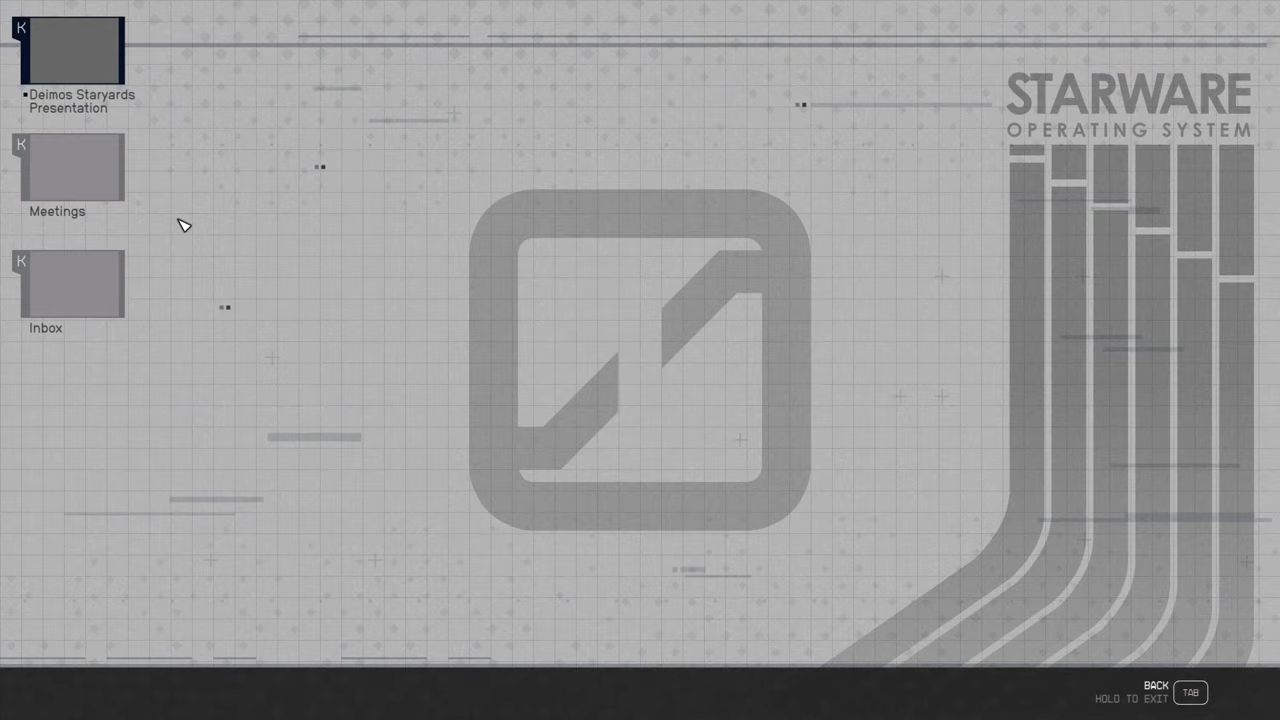 K
Deimos Staryards
Presentation
K
Meetings
K
Inbox
STARWARE
OPERATING SYSTEM
BACK
HOLD TO EXIT
TAB